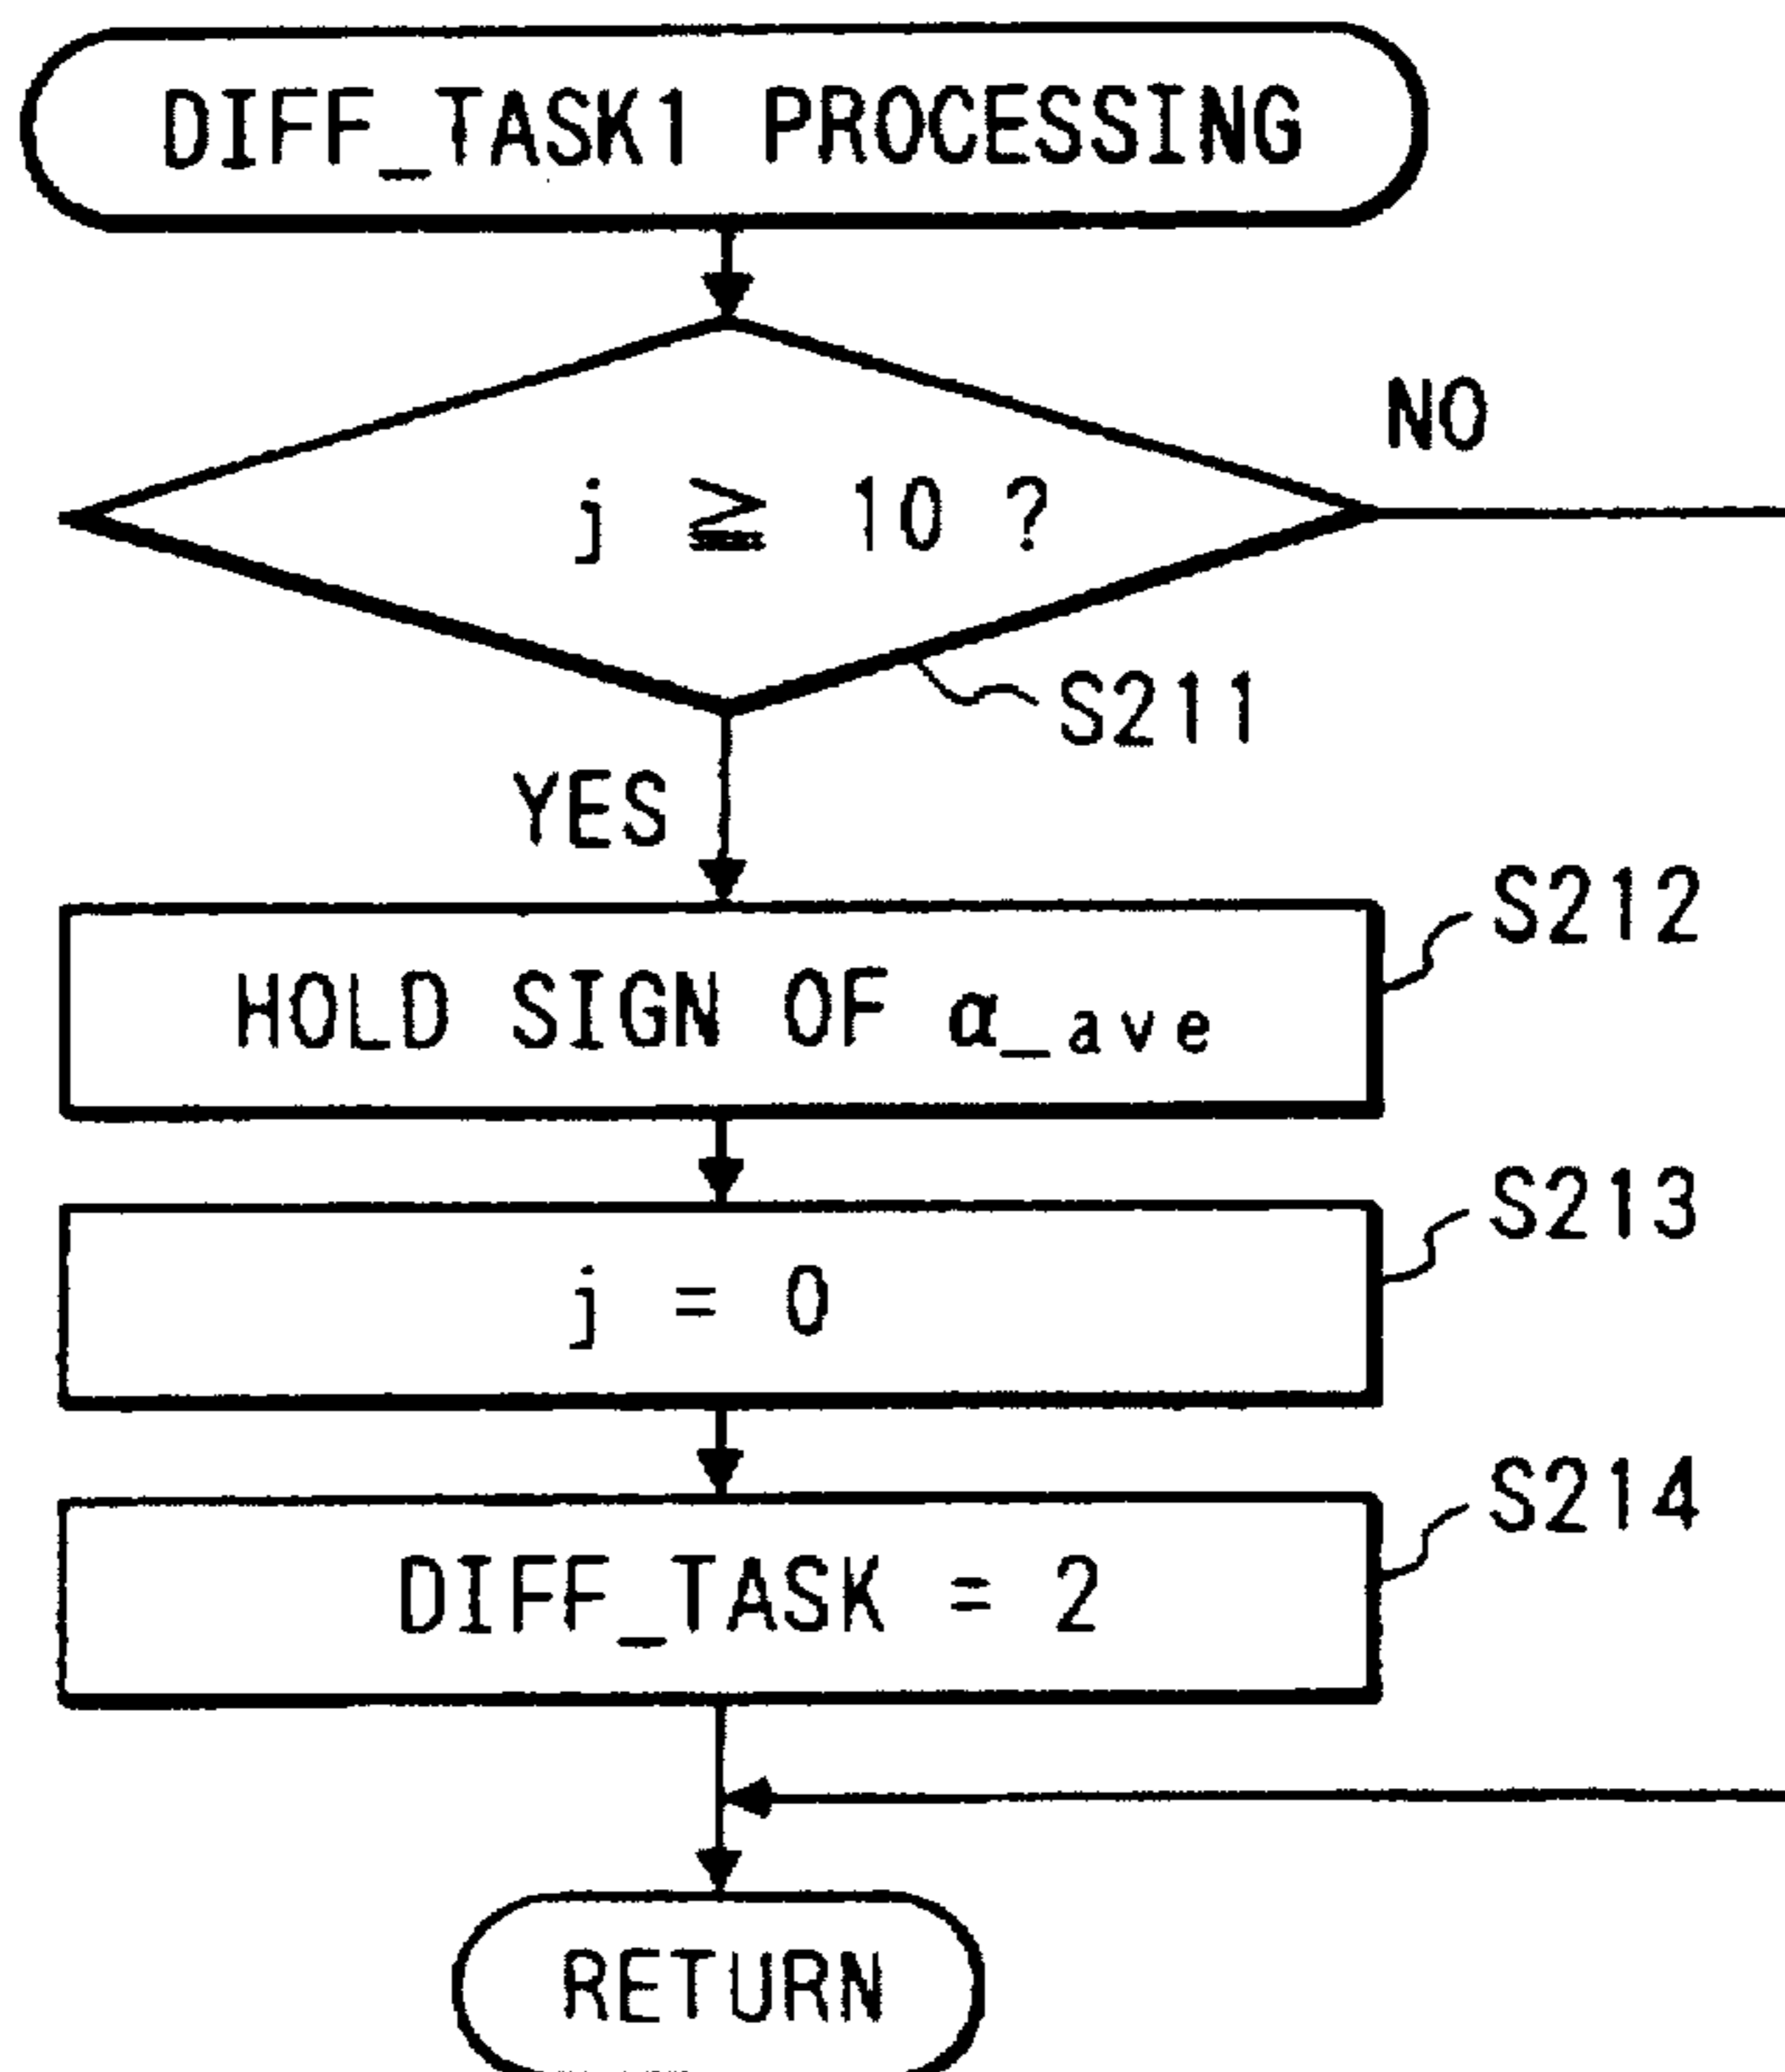 DIFF_TASK1 PROCESSING
NO
j ≧ 10 ?
S211
YES
S212
HOLD SIGN OF α_ave
S213
j = 0
S214
DIFF_TASK = 2
RETURN